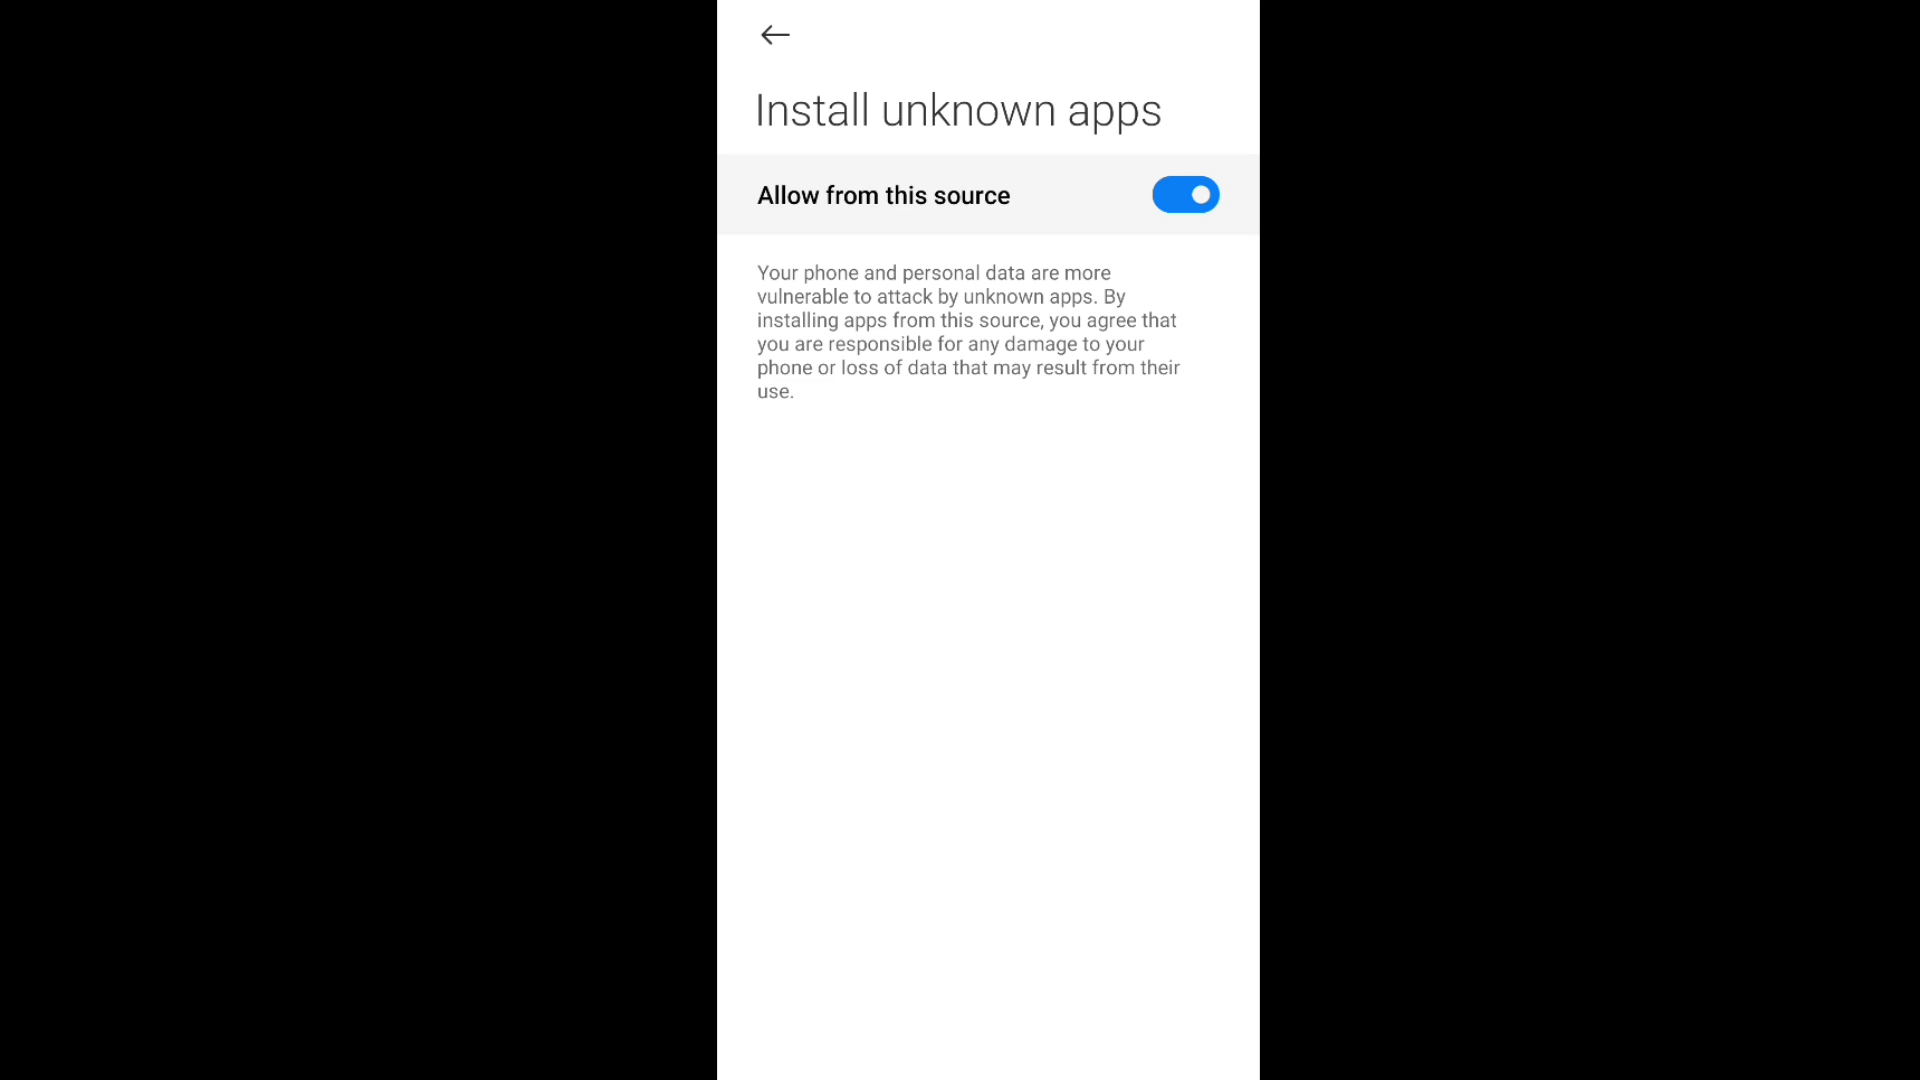 Install unknown apps
Allow from this source
Your phone and personal data are more
vulnerable to attack by unknown apps. By
installing apps from this source, you agree that
you are responsible for any damage to your
phone or loss of data that may result from their
use.